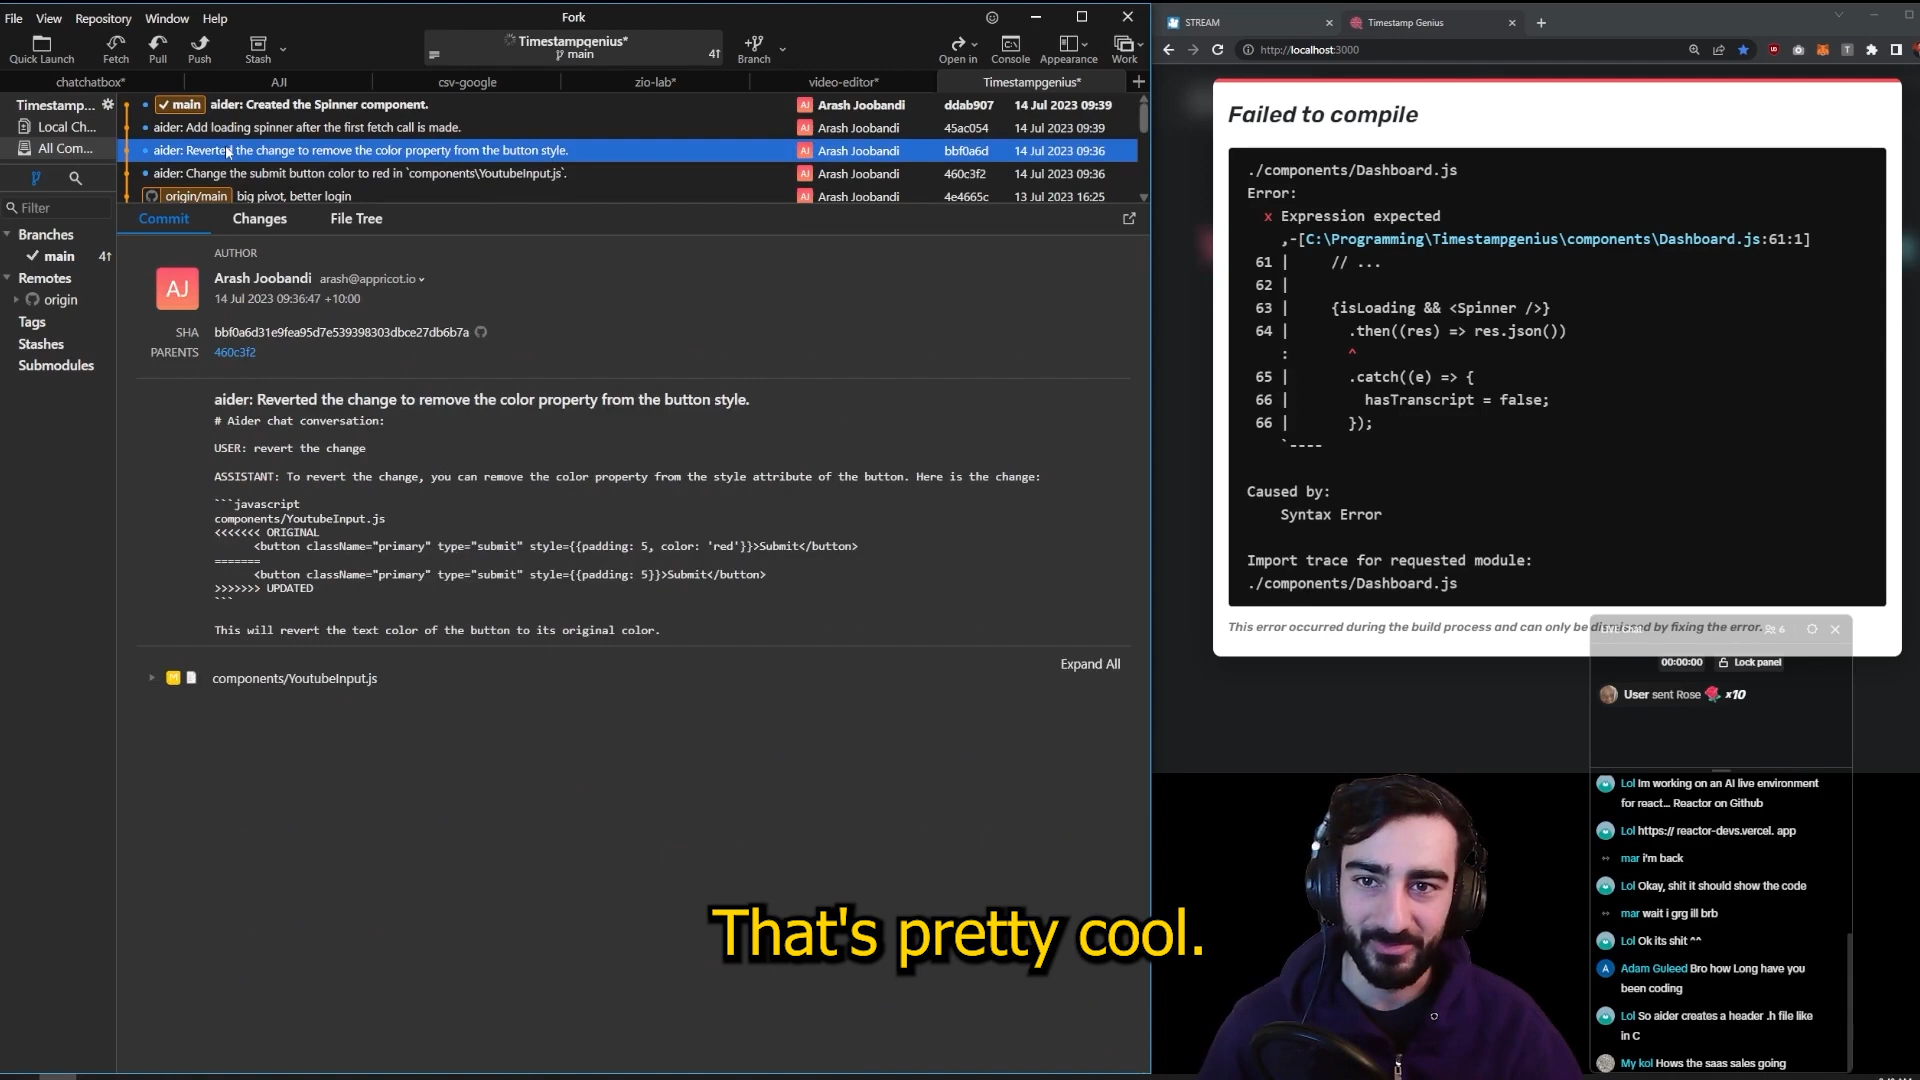 File View Repository Window Help
Fork
Quick Launch
Fetch
Pull
Push
Stash
Timestampgenius*
main
4↑
Branch
Open in
Console
Appearance
Work
chatchatbox*
AJI
csv-google
zio-lab*
video-editor*
Timestampgenius*
Timestamp...
Local Ch...
All Com...
Filter
Branches
main 4↑
Remotes
origin
Tags
Stashes
Submodules
main aider: Created the Spinner component. AJ Arash Joobandi ddab907 14 Jul 2023 09:39
aider: Add loading spinner after the first fetch call is made. AJ Arash Joobandi 45ac054 14 Jul 2023 09:39
aider: Reverted the change to remove the color property from the button style. AJ Arash Joobandi bbf0a6d 14 Jul 2023 09:36
aider: Change the submit button color to red in `components\YoutubeInput.js`. AJ Arash Joobandi 460c3f2 14 Jul 2023 09:36
origin/main big pivot, better login AJ Arash Joobandi 4e4665c 13 Jul 2023 16:25
Commit
Changes
File Tree
AUTHOR
AJ
Arash Joobandi arash@appricot.io
14 Jul 2023 09:36:47 +10:00
SHA bbf0a6d31e9fea95d7e539398303dbce27db6b7a
PARENTS 460c3f2
aider: Reverted the change to remove the color property from the button style.
# Aider chat conversation:
USER: revert the change
ASSISTANT: To revert the change, you can remove the color property from the style attribute of the button. Here is the change:
```javascript
components/YoutubeInput.js
<<<<<<< ORIGINAL
<button className="primary" type="submit" style={{padding: 5, color: 'red'}}>Submit</button>
=======
<button className="primary" type="submit" style={{padding: 5}}>Submit</button>
>>>>>>> UPDATED
```
This will revert the text color of the button to its original color.
Expand All
M components/YoutubeInput.js
STREAM
Timestamp Genius
http://localhost:3000
Failed to compile
./components/Dashboard.js
Error:
x Expression expected
,-[C:\Programming\Timestampgenius\components\Dashboard.js:61:1]
61 | // ...
62 |
63 | {isLoading && <Spinner />}
64 | .then((res) => res.json())
: ^
65 | .catch((e) => {
66 | hasTranscript = false;
66 | });
`----
Caused by:
Syntax Error
Import trace for requested module:
./components/Dashboard.js
This error occurred during the build process and can only be dismissed by fixing the error.
Live Chat
6
00:00:00 Lock panel
User sent Rose x10
Lol Im working on an AI live environment
for react... Reactor on Github
Lol https:// reactor-devs.vercel. app
mar i'm back
Lol Okay, shit it should show the code
mar wait i grg ill brb
Lol Ok its shit ^^
A Adam Guleed Bro how Long have you
been coding
Lol So aider creates a header .h file like
in C
My kol Hows the saas sales going
That's pretty cool.